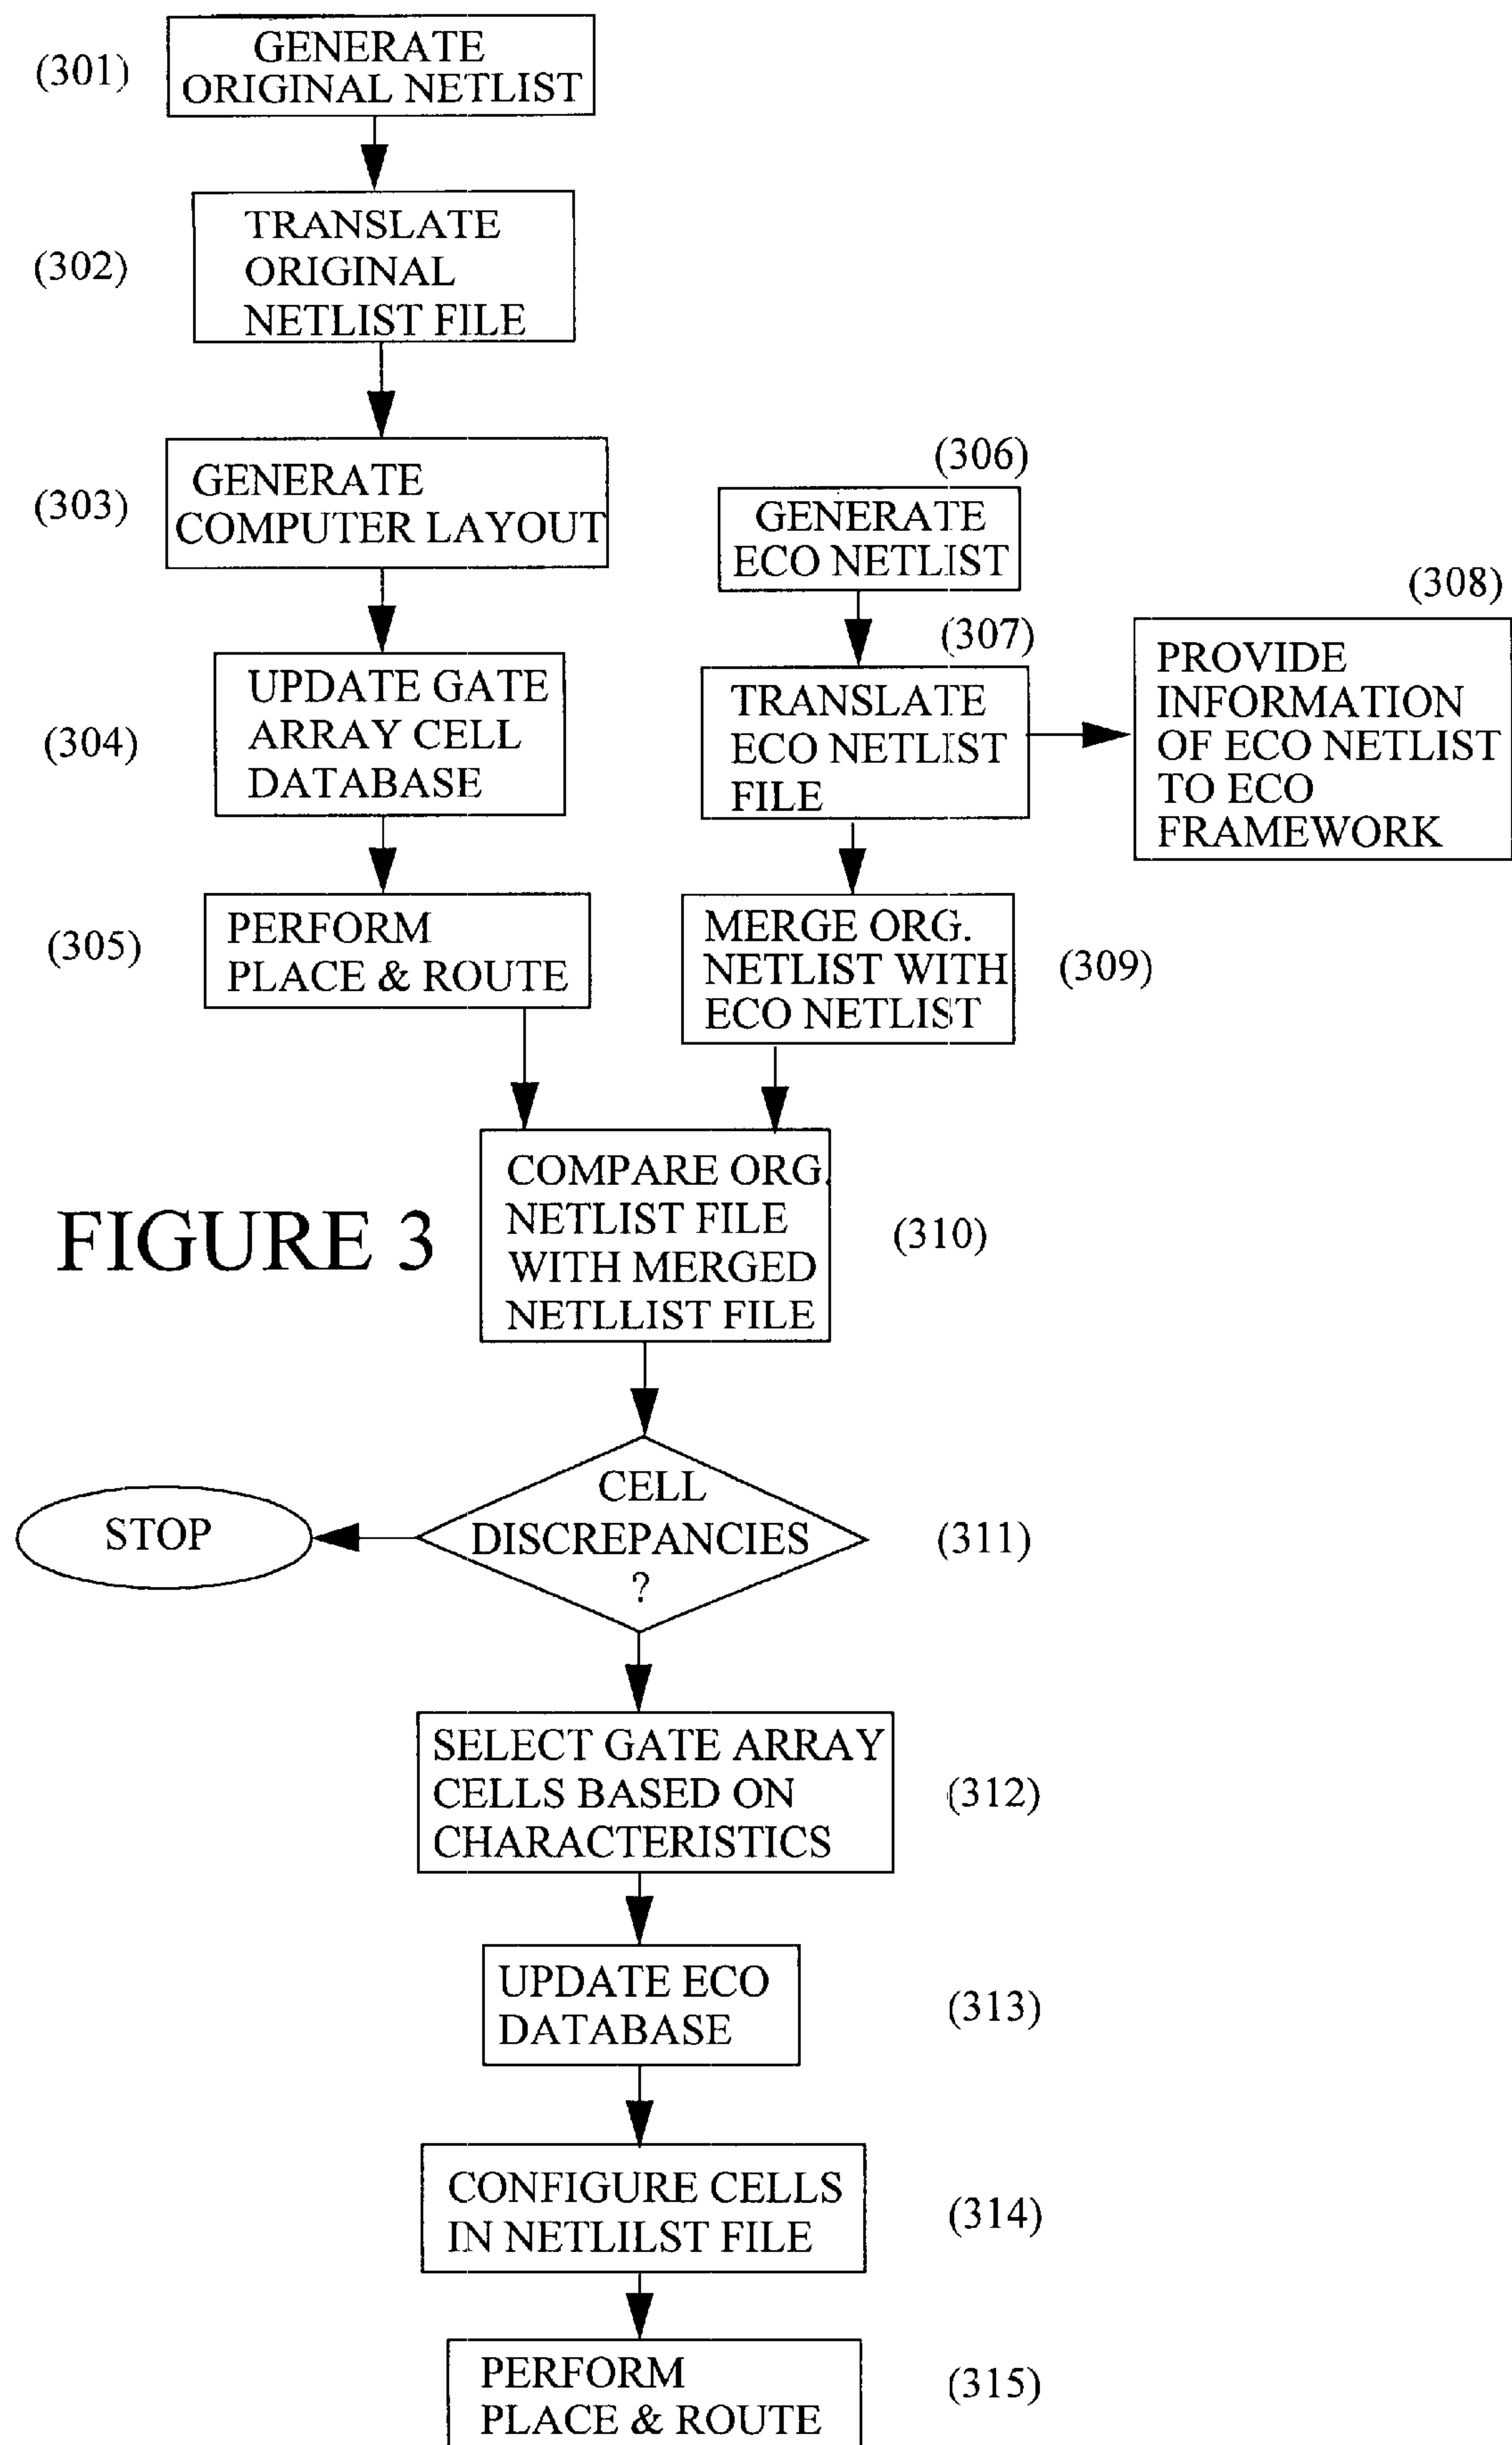 (301)
GENERATE
ORIGINAL NETLIST
(302)
TRANSLATE
ORIGINAL
NETLIST FILE
(303)
GENERATE
COMPUTER LAYOUT
(304)
UPDATE GATE
ARRAY CELL
DATABASE
(305)
PERFORM
PLACE & ROUTE
(306)
GENERATE
ECO NETLIST
(307)
TRANSLATE
ECO NETLIST
FILE
(308)
PROVIDE
INFORMATION
OF ECO NETLIST
TO ECO
FRAMEWORK
MERGE ORG.
NETLIST WITH
ECO NETLIST
(309)
FIGURE 3
COMPARE ORG.
NETLIST FILE
WITH MERGED
NETLLIST FILE
(310)
STOP
CELL
DISCREPANCIES
?
(311)
SELECT GATE ARRAY
CELLS BASED ON
CHARACTERISTICS
(312)
UPDATE ECO
DATABASE
(313)
CONFIGURE CELLS
IN NETLILST FILE
(314)
PERFORM
PLACE & ROUTE
(315)